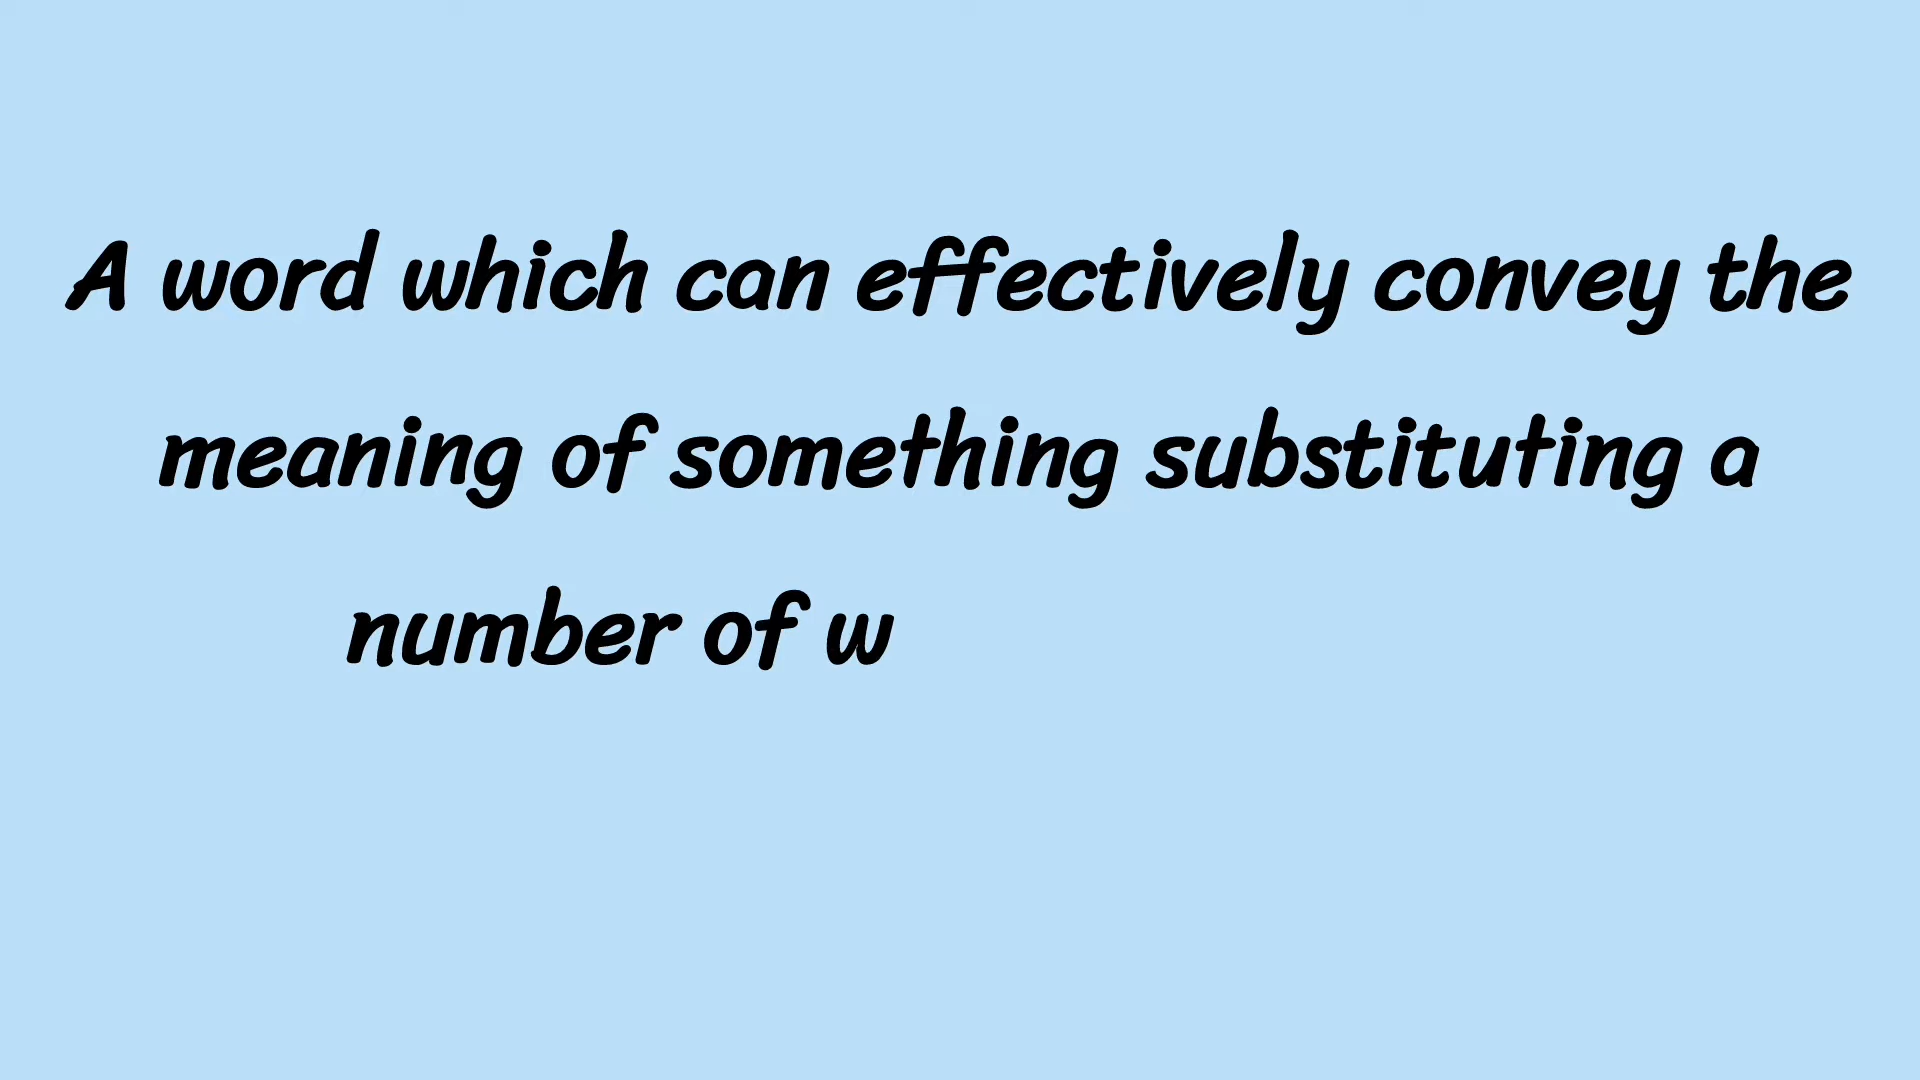 A word which can effectively convey the
meaning of something substituting a
number of w